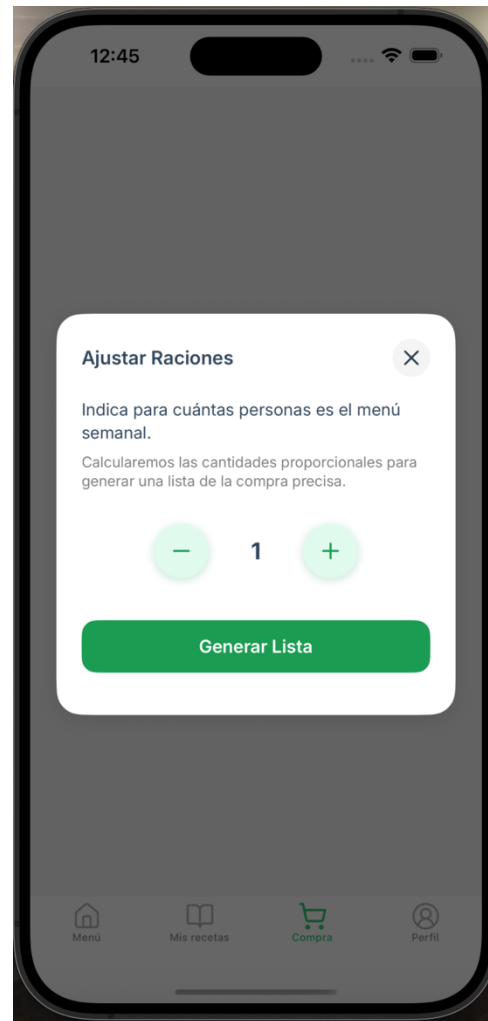 12:45
Ajustar Raciones
Indica para cuántas personas es el menú
semanal.
Calcularemos las cantidades proporcionales para
generar una lista de la compra precisa.
1
Generar Lista
Menú
Mis recetas
Compra
Perfil